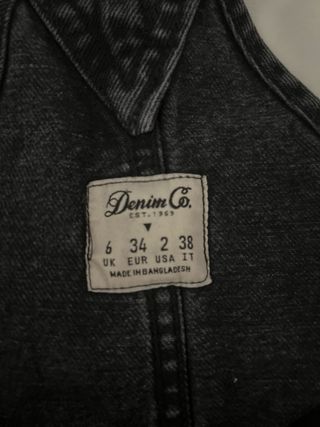 Denim Co.
EST. 1969
6 34 2 38
UK EUR USA IT
MADE IN BANGLADESH